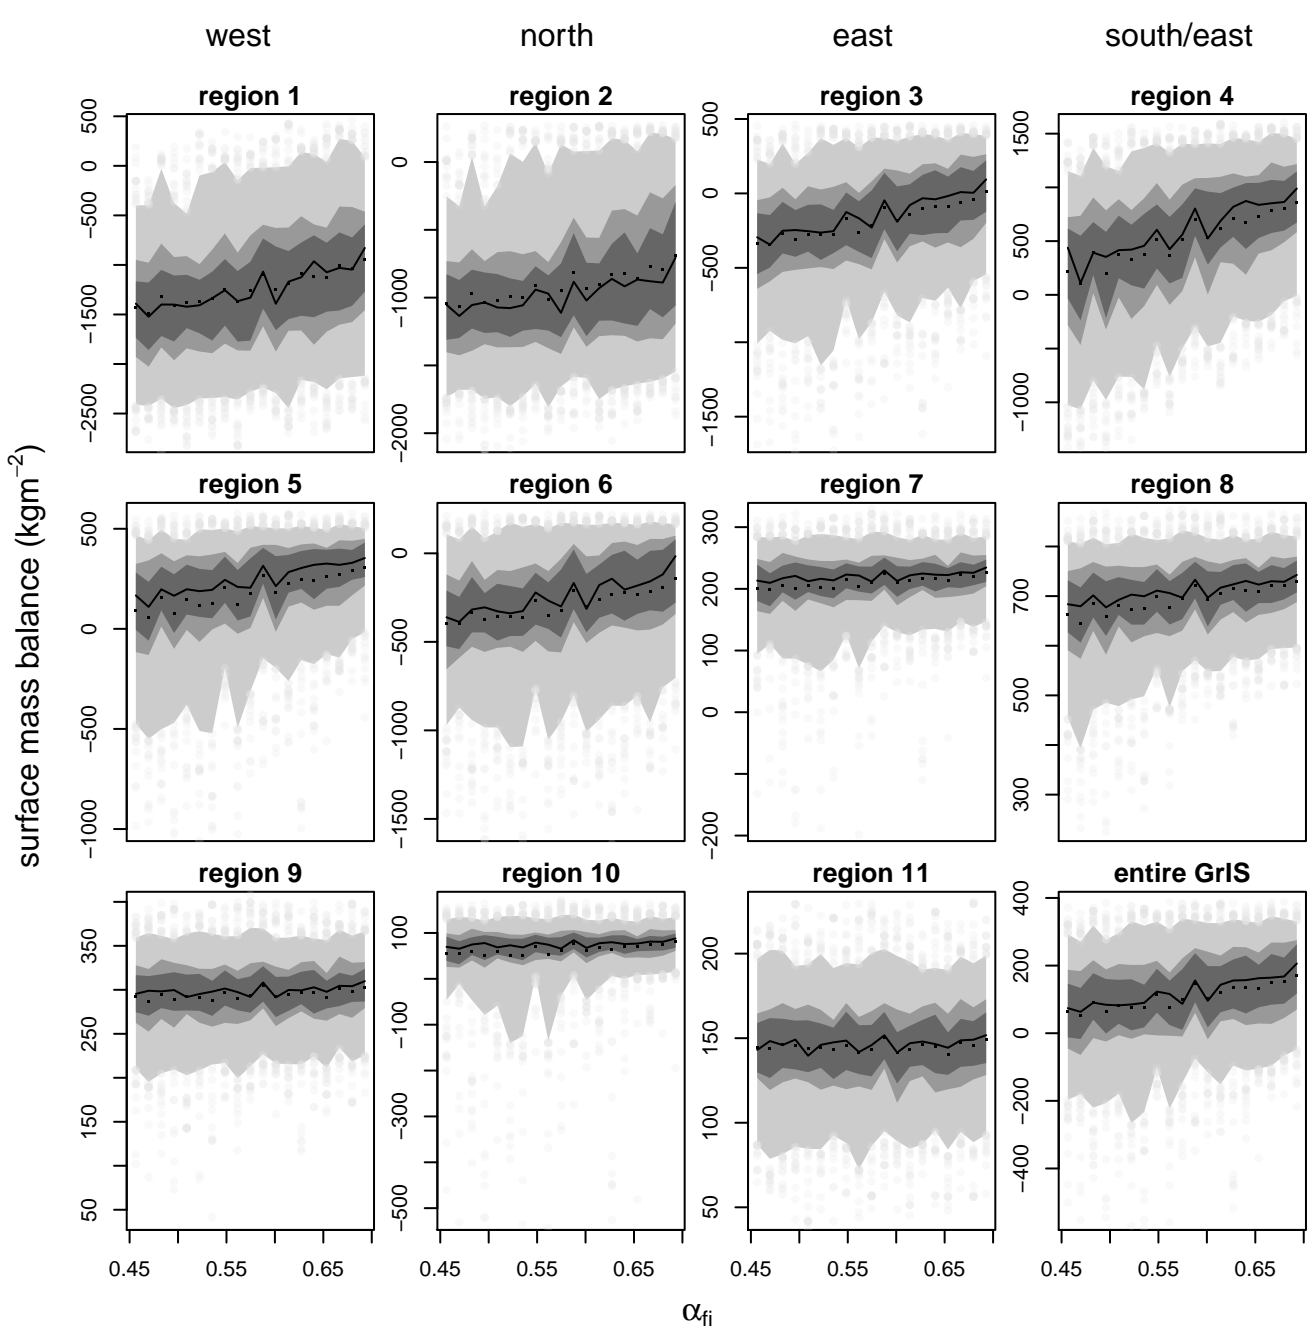 west north east south/east
region 1 region 2 region 3 region 4
500 0 −500 −1500 −2500
0 −1000 −2000
500 0 −500 −1500
1500 500 0 −1000
region 5 region 6 region 7 region 8
500 0 −500 −1000
0 −500 −1000 −1500
300 200 100 0 −200
700 500 300
surface mass balance (kgm−2)
region 9 region 10 region 11 entire GrIS
350 250 150 50
100 −100 −300 −500
200 150 100 50
400 200 0 −200 −400
0.45 0.55 0.65 0.45 0.55 0.65 0.45 0.55 0.65 0.45 0.55 0.65
αfi